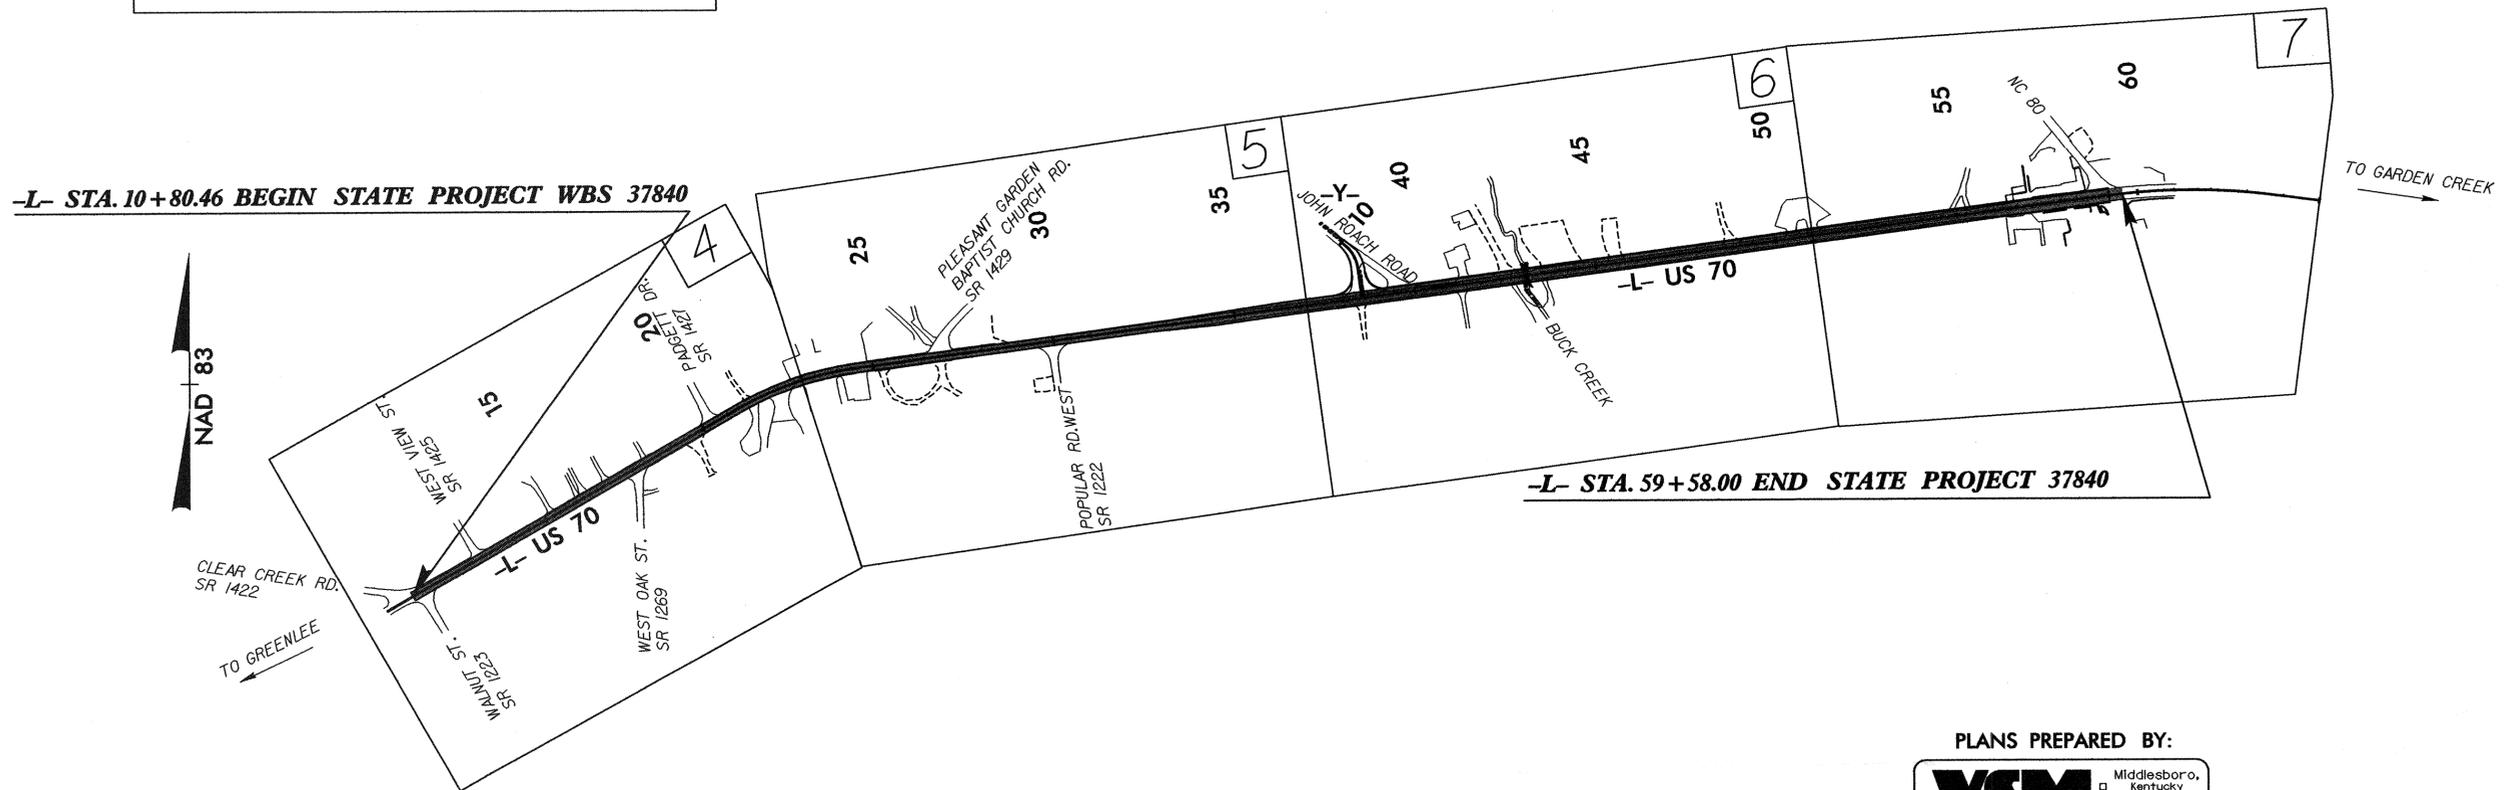 –L– STA. 10+80.46 BEGIN STATE PROJECT WBS 37840
NAD 83
4
5
6
7
15
20
25
30
35
40
45
50
55
60
WEST VIEW ST.
SR 1425
PADGETT DR.
SR 1427
PLEASANT GARDEN
BAPTIST CHURCH RD.
SR 1429
–Y–
10
JOHN ROACH ROAD
NC 80
TO GARDEN CREEK
–L– US 70
–L– US 70
BUCK CREEK
POPULAR RD.WEST
SR 1222
WEST OAK ST.
SR 1269
CLEAR CREEK RD.
SR 1422
TO GREENLEE
WALNUT ST.
SR 1223
–L– STA. 59+58.00 END STATE PROJECT 37840
PLANS PREPARED BY:
Middlesboro,
Kentucky